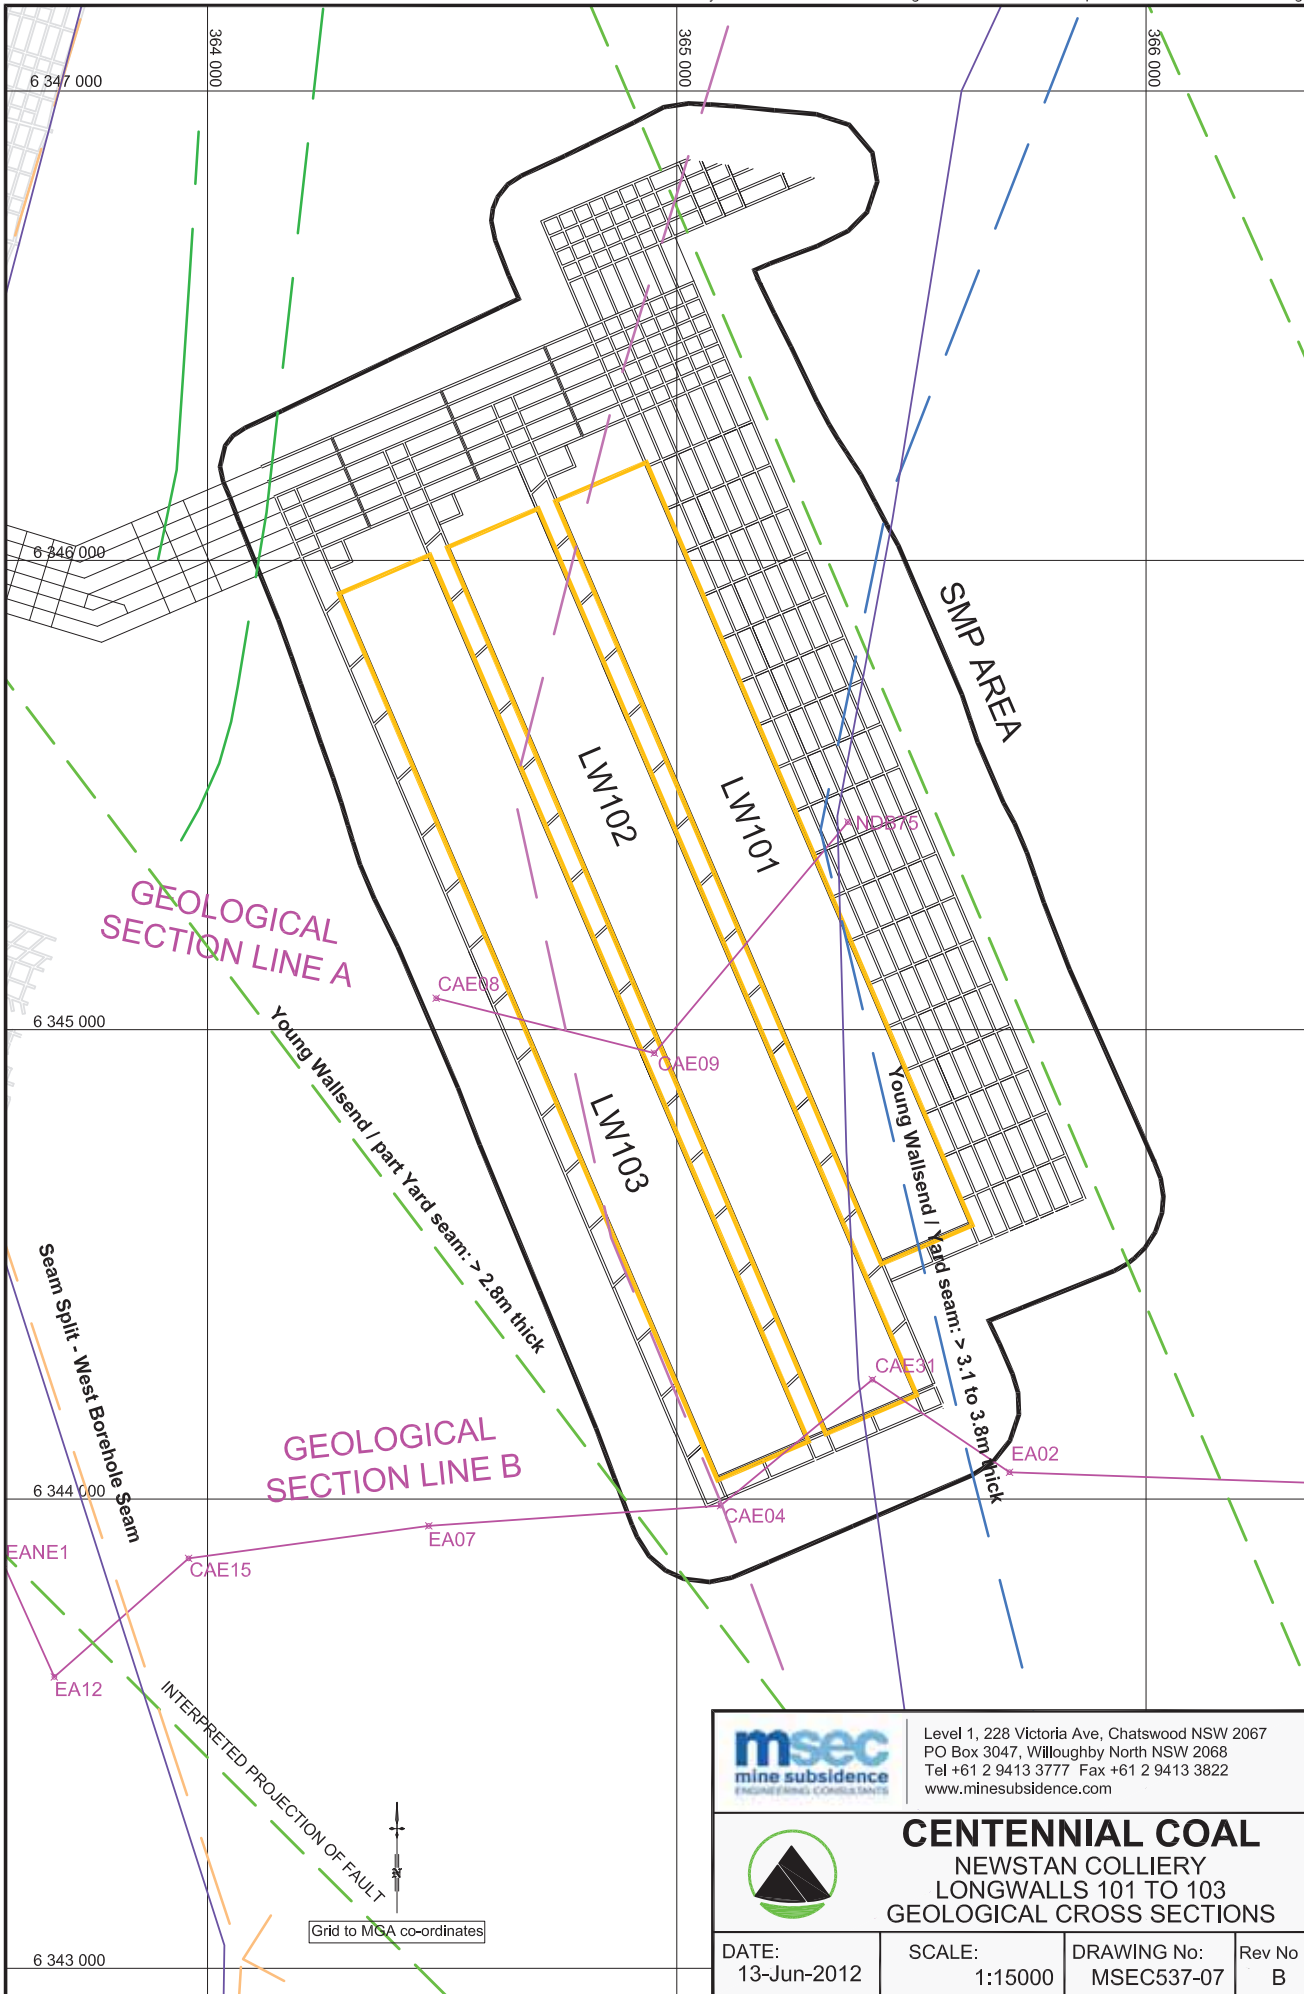 364 000
365 000
366 000
6 347 000
6 346 000
SMP AREA
LW102
LW101
NDB75
GEOLOGICAL
SECTION LINE A
CAE08
6 345 000
CAE09
Young Wallsend / part Yard seam: > 2.8m thick
Young Wallsend / Yard seam: > 3.1 to 3.8m thick
LW103
Seam Split - West Borehole Seam
CAE31
GEOLOGICAL
SECTION LINE B
EA02
6 344 000
CAE04
EA07
EANE1
CAE15
EA12
INTERPRETED PROJECTION OF FAULT
N
Grid to MGA co-ordinates
6 343 000
msec
mine subsidence
ENGINEERING CONSULTANTS
Level 1, 228 Victoria Ave, Chatswood NSW 2067
PO Box 3047, Willoughby North NSW 2068
Tel +61 2 9413 3777 Fax +61 2 9413 3822
www.minesubsidence.com
CENTENNIAL COAL
NEWSTAN COLLIERY
LONGWALLS 101 TO 103
GEOLOGICAL CROSS SECTIONS
DATE:
13-Jun-2012
SCALE:
1:15000
DRAWING No:
MSEC537-07
Rev No
B